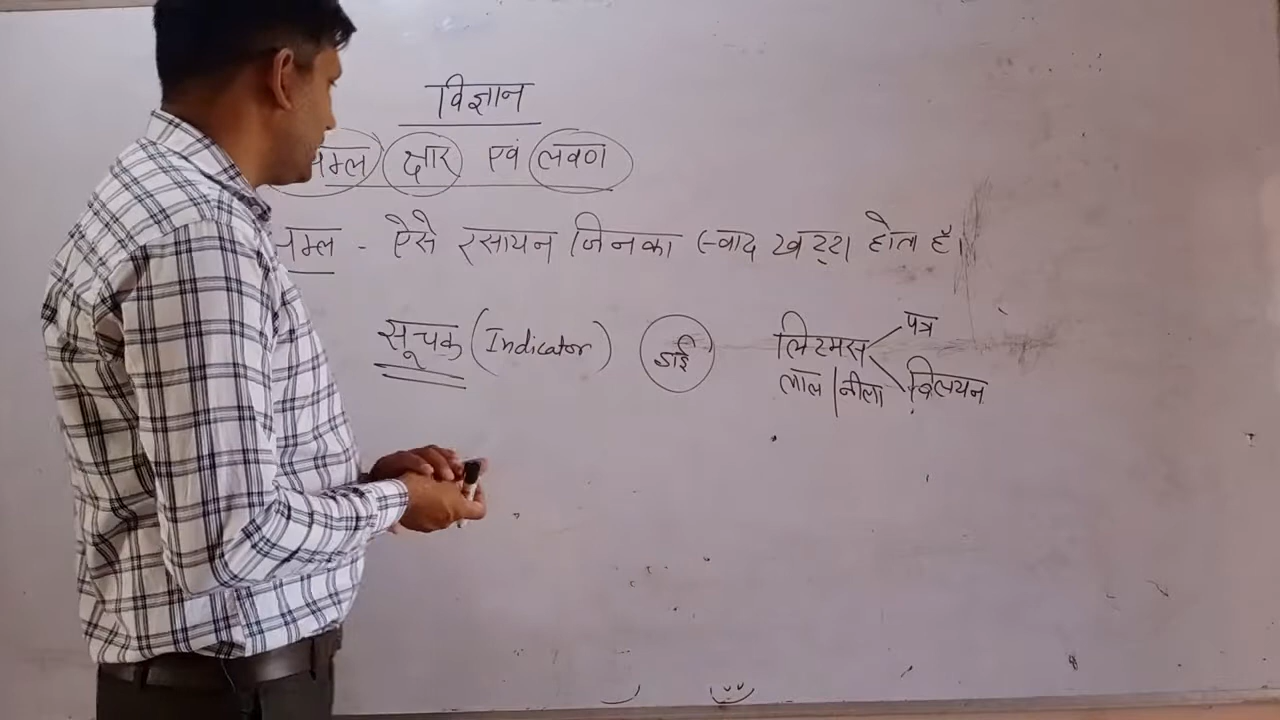 विज्ञान
अम्ल क्षार एवं लवण
अम्ल - ऐसे रसायन जिनका स्वाद खट्टा होता है।
सूचक (Indicator) डाई लिटमस पत्र
लाल | नीला विलयन